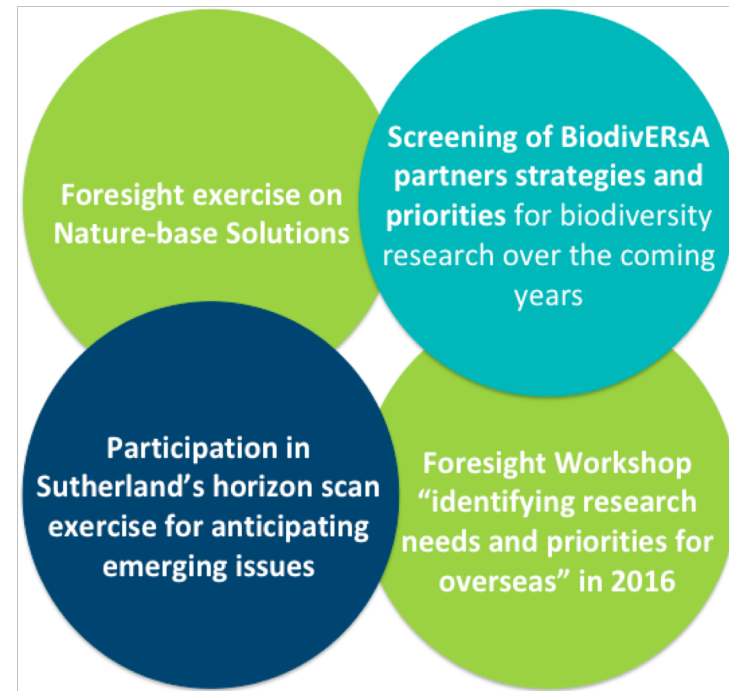 Foresight exercise on
Nature-base Solutions
Screening of BiodivERsA
partners strategies and
priorities for biodiversity
research over the coming
years
Participation in
Sutherland’s horizon scan
exercise for anticipating
emerging issues
Foresight Workshop
“identifying research
needs and priorities for
overseas” in 2016